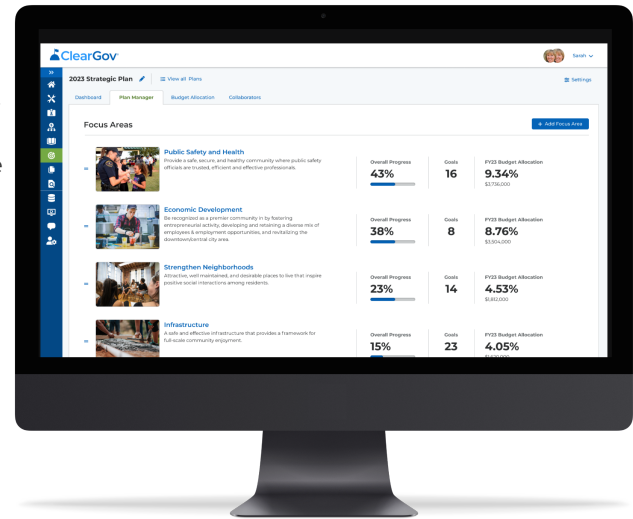 ClearGov
Sarah
2023 Strategic Plan
View all Plans
Settings
Dashboard
Plan Manager
Budget Allocation
Collaborators
Focus Areas
+ Add Focus Area
Public Safety and Health
Provide a safe, secure, and healthy community where public safety
officials are trusted, efficient and effective professionals.
Overall Progress
43%
Goals
16
FY23 Budget Allocation
9.34%
$3,736,000
Economic Development
Be recognized as a premier community in by fostering
entrepreneurial activity, developing and retaining a diverse mix of
employees & employment opportunities, and revitalizing the
downtown/central city area.
Overall Progress
38%
Goals
8
FY23 Budget Allocation
8.76%
$3,504,000
Strengthen Neighborhoods
Attractive, well maintained, and desirable places to live that inspire
positive social interactions among residents.
Overall Progress
23%
Goals
14
FY23 Budget Allocation
4.53%
$1,812,000
Infrastructure
A safe and effective infrastructure that provides a framework for
full-scale community enjoyment.
Overall Progress
15%
Goals
23
FY23 Budget Allocation
4.05%